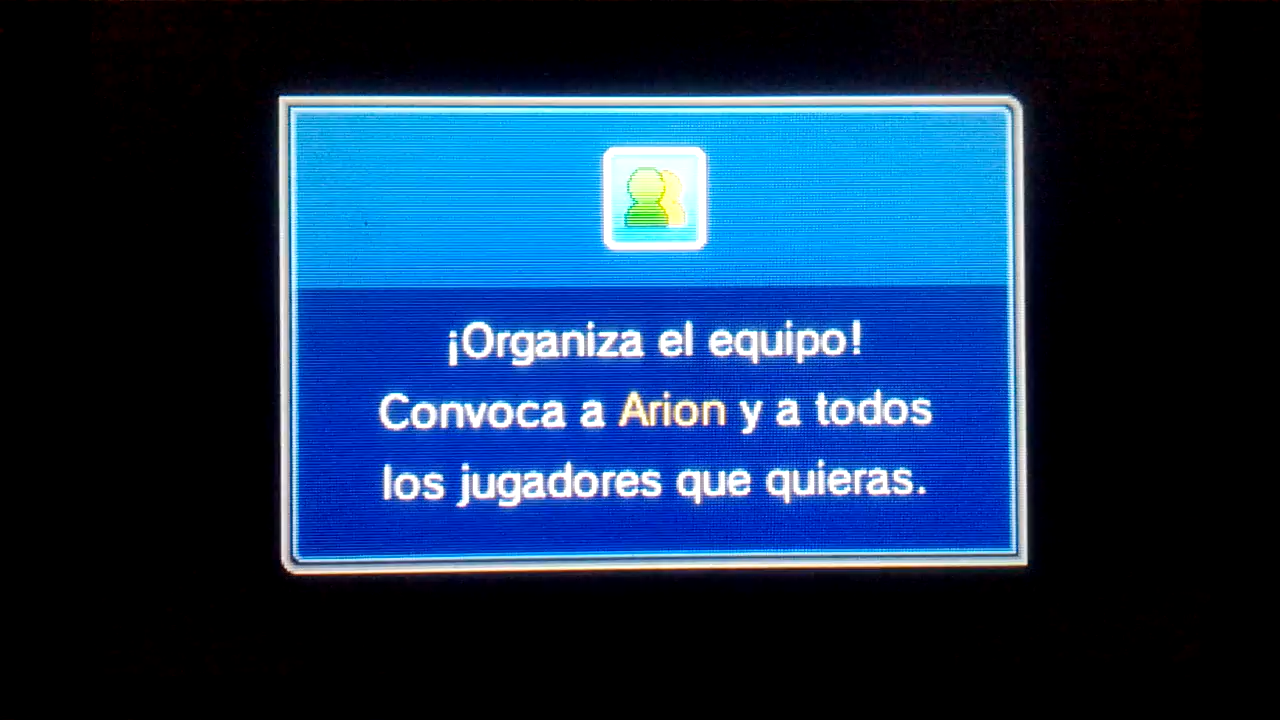 ¡Organiza el equipo!
Convoca a Arion y a todos
los jugadores que quieras.